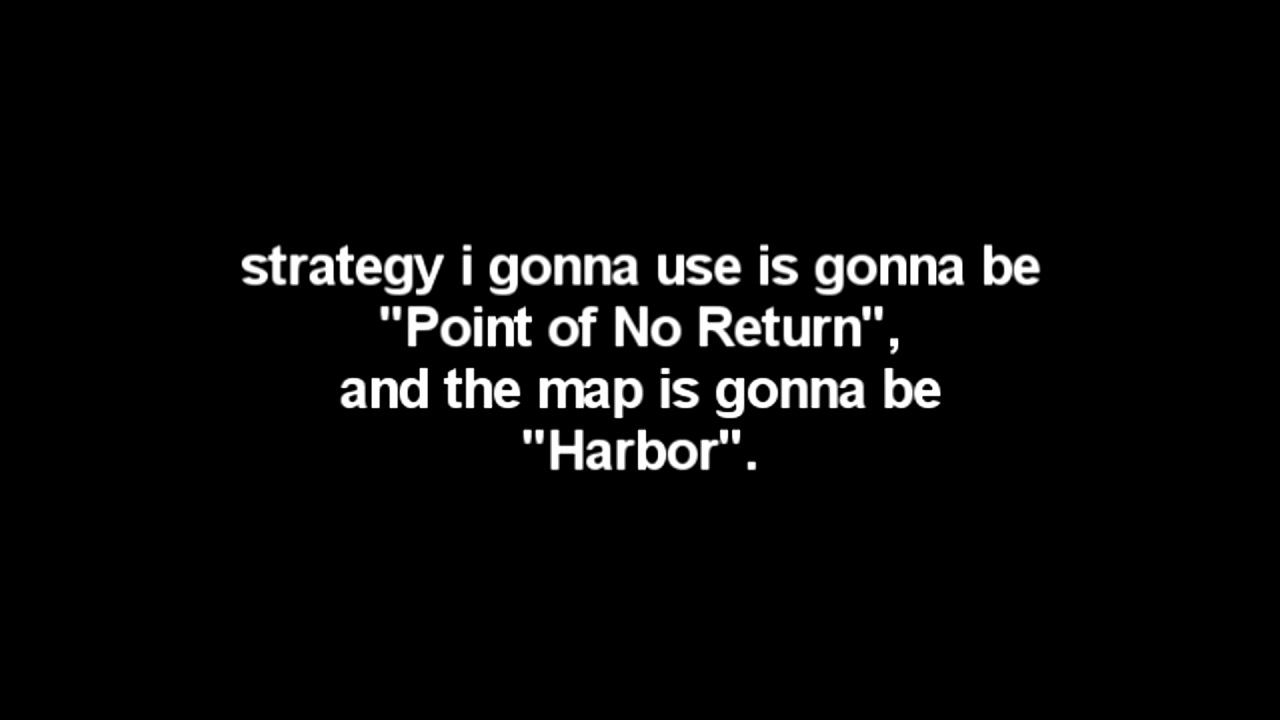 strategy i gonna use is gonna be
"Point of No Return",
and the map is gonna be
"Harbor".